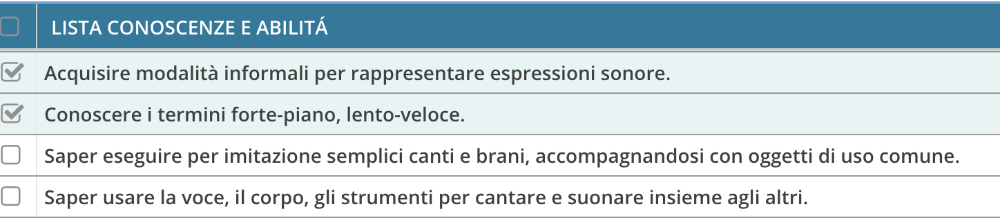 LISTA CONOSCENZE E ABILITÁ
Acquisire modalità informali per rappresentare espressioni sonore.
Conoscere i termini forte-piano, lento-veloce.
Saper eseguire per imitazione semplici canti e brani, accompagnandosi con oggetti di uso comune.
Saper usare la voce, il corpo, gli strumenti per cantare e suonare insieme agli altri.